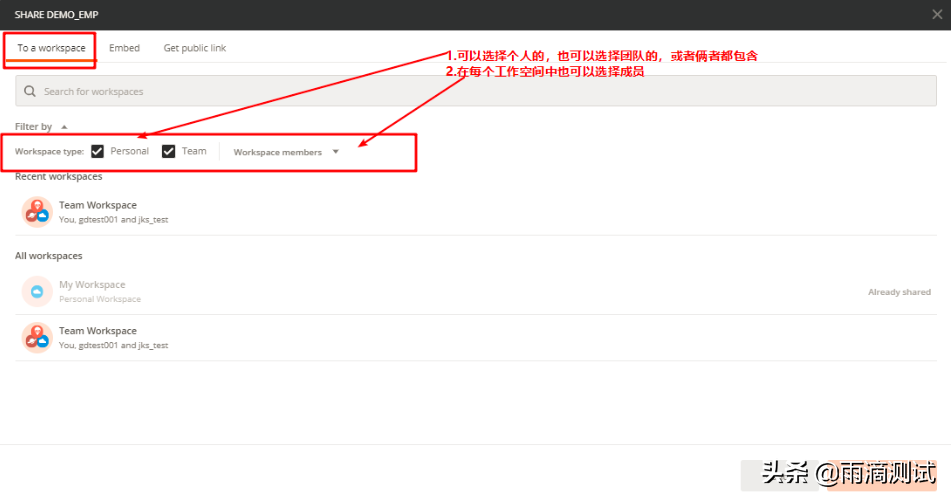 SHARE DEMO_EMP
To a workspace Embed Get public link
1.可以选择个人的，也可以选择团队的，或者俩者都包含
2.在每个工作空间中也可以选择成员
Search for workspaces
Filter by
Workspace type: Personal Team Workspace members
Recent workspaces
Team Workspace
You, gdtest001 and jks_test
All workspaces
My Workspace
Personal Workspace
Already shared
Team Workspace
You, gdtest001 and jks_test
头条 @雨滴测试